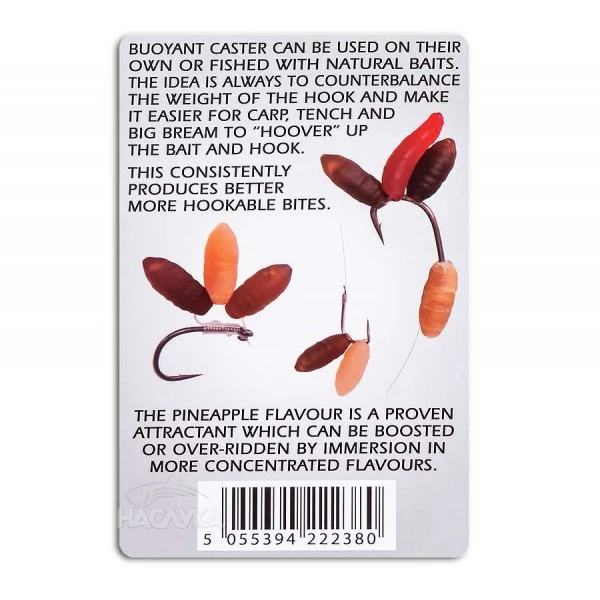 BUOYANT CASTER CAN BE USED ON THEIR
OWN OR FISHED WITH NATURAL BAITS.
THE IDEA IS ALWAYS TO COUNTERBALANCE
THE WEIGHT OF THE HOOK AND MAKE
IT EASIER FOR CARP, TENCH AND
BIG BREAM TO “HOOVER” UP
THE BAIT AND HOOK.
THIS CONSISTENTLY
PRODUCES BETTER
MORE HOOKABLE BITES.
THE PINEAPPLE FLAVOUR IS A PROVEN
ATTRACTANT WHICH CAN BE BOOSTED
OR OVER-RIDDEN BY IMMERSION IN
MORE CONCENTRATED FLAVOURS.
НАСЛУКА
5 055394 222380